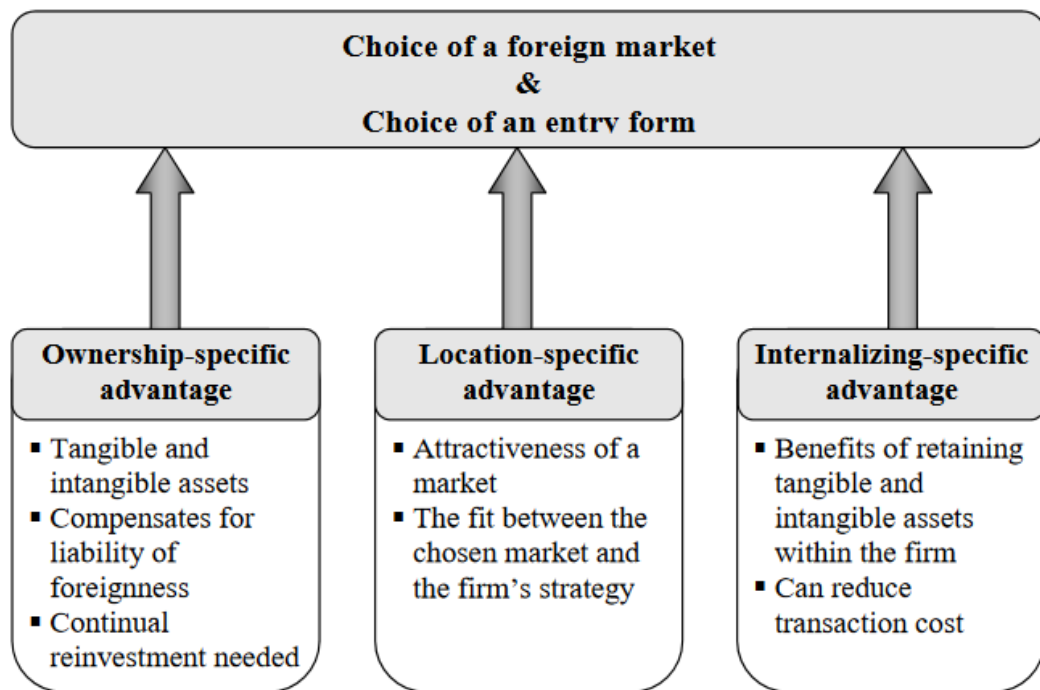 Choice of a foreign market
&
Choice of an entry form
Ownership-specific
advantage
▪ Tangible and
intangible assets
▪ Compensates for
liability of
foreignness
▪ Continual
reinvestment needed
Location-specific
advantage
▪ Attractiveness of a
market
▪ The fit between the
chosen market and
the firm’s strategy
Internalizing-specific
advantage
▪ Benefits of retaining
tangible and
intangible assets
within the firm
▪ Can reduce
transaction cost